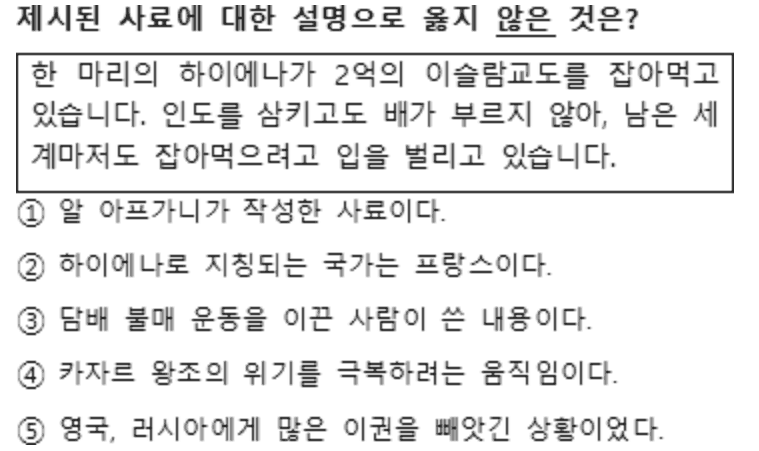 제시된 사료에 대한 설명으로 옳지 않은 것은?
한 마리의 하이에나가 2억의 이슬람교도를 잡아먹고
있습니다. 인도를 삼키고도 배가 부르지 않아, 남은 세
계마저도 잡아먹으려고 입을 벌리고 있습니다.
① 알 아프가니가 작성한 사료이다.
② 하이에나로 지칭되는 국가는 프랑스이다.
③ 담배 불매 운동을 이끈 사람이 쓴 내용이다.
④ 카자르 왕조의 위기를 극복하려는 움직임이다.
⑤ 영국, 러시아에게 많은 이권을 빼앗긴 상황이었다.